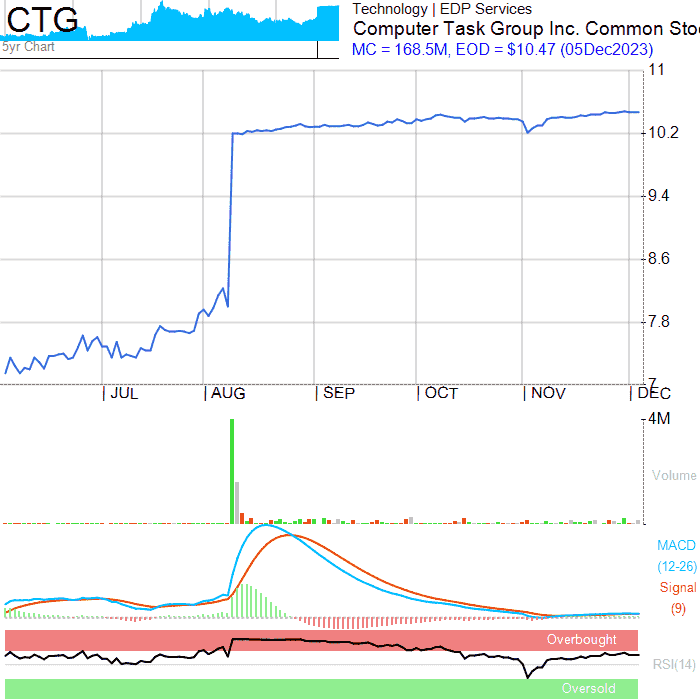 CTG
5yr Chart
Technology | EDP Services
Computer Task Group Inc. Common Sto
MC = 168.5M, EOD = $10.47 (05Dec2023)
11
10.2
9.4
8.6
7.8
7
JUL AUG SEP OCT NOV DEC
4M
Volume
MACD
(12-26)
Signal
(9)
Overbought
RSI(14)
Oversold